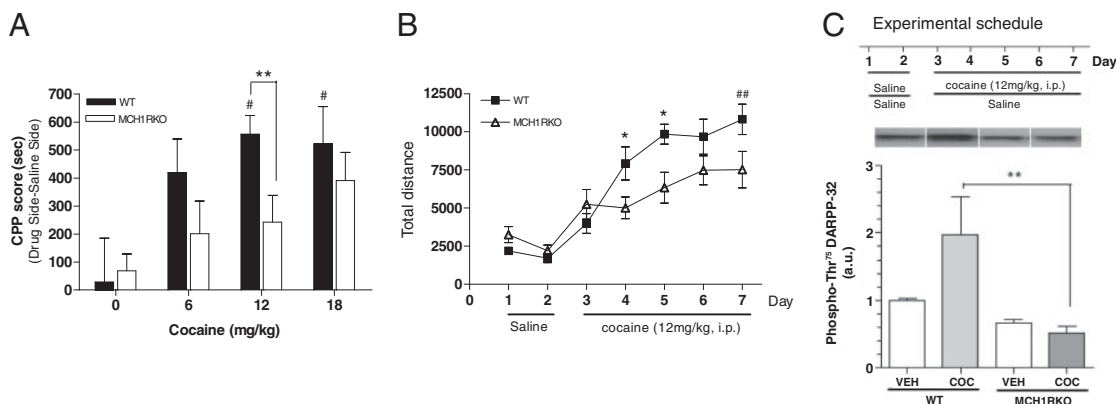 A
CPP score (sec)
(Drug Side-Saline Side)
700
600
500
400
300
200
100
0
WT
MCH1RKO
#
**
#
0 6 12 18
Cocaine (mg/kg)
B
Total distance
12500
10000
7500
5000
2500
0
WT
MCH1RKO
*
*
##
0 1 2 3 4 5 6 7 Day
Saline cocaine (12mg/kg, i.p.)
C Experimental schedule
1 2 3 4 5 6 7 Day
Saline cocaine (12mg/kg, i.p.)
Saline Saline
Phospho-Thr⁷⁵ DARPP-32
(a.u.)
3
2
1
0
**
VEH COC VEH COC
WT MCH1RKO